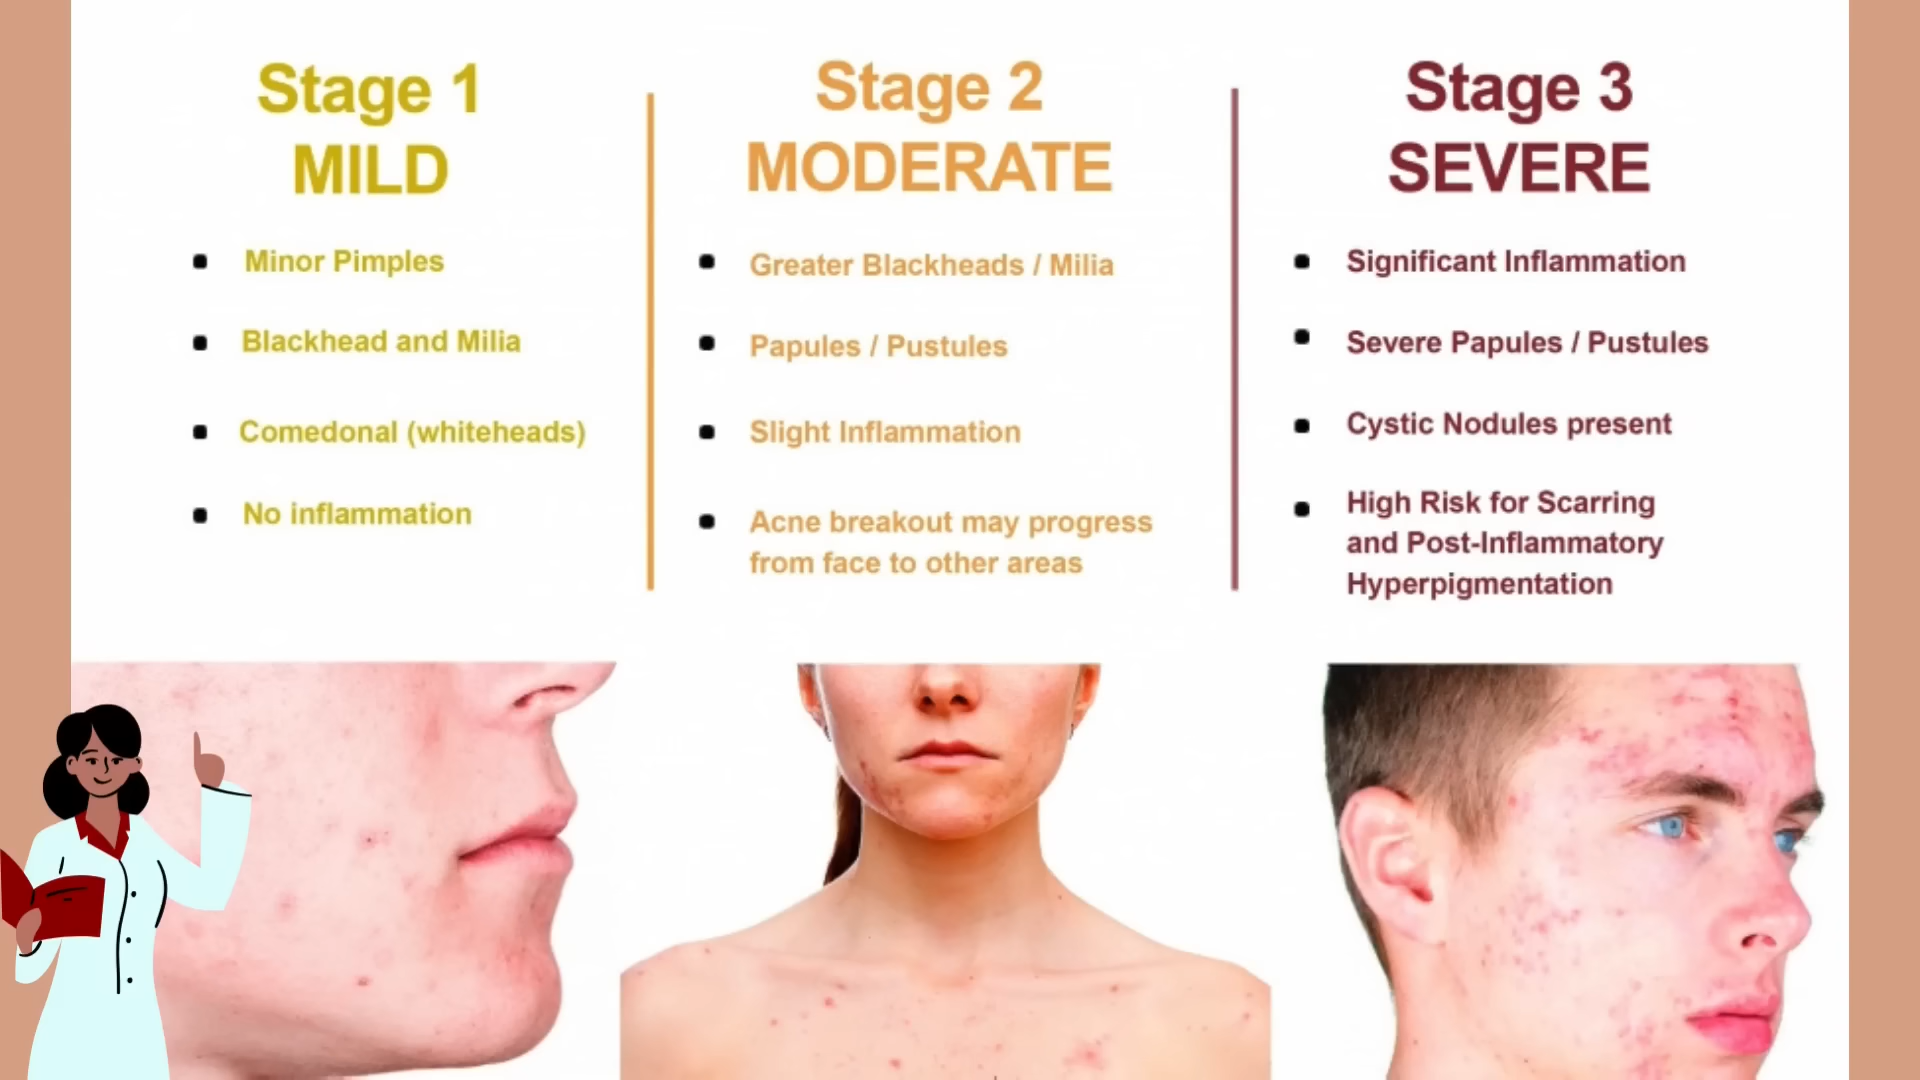 Stage 1
MILD
Minor Pimples
Blackhead and Milia
Comedonal (whiteheads)
No inflammation
Stage 2
MODERATE
Greater Blackheads / Milia
Papules / Pustules
Slight Inflammation
Acne breakout may progress
from face to other areas
Stage 3
SEVERE
Significant Inflammation
Severe Papules / Pustules
Cystic Nodules present
High Risk for Scarring
and Post-Inflammatory
Hyperpigmentation